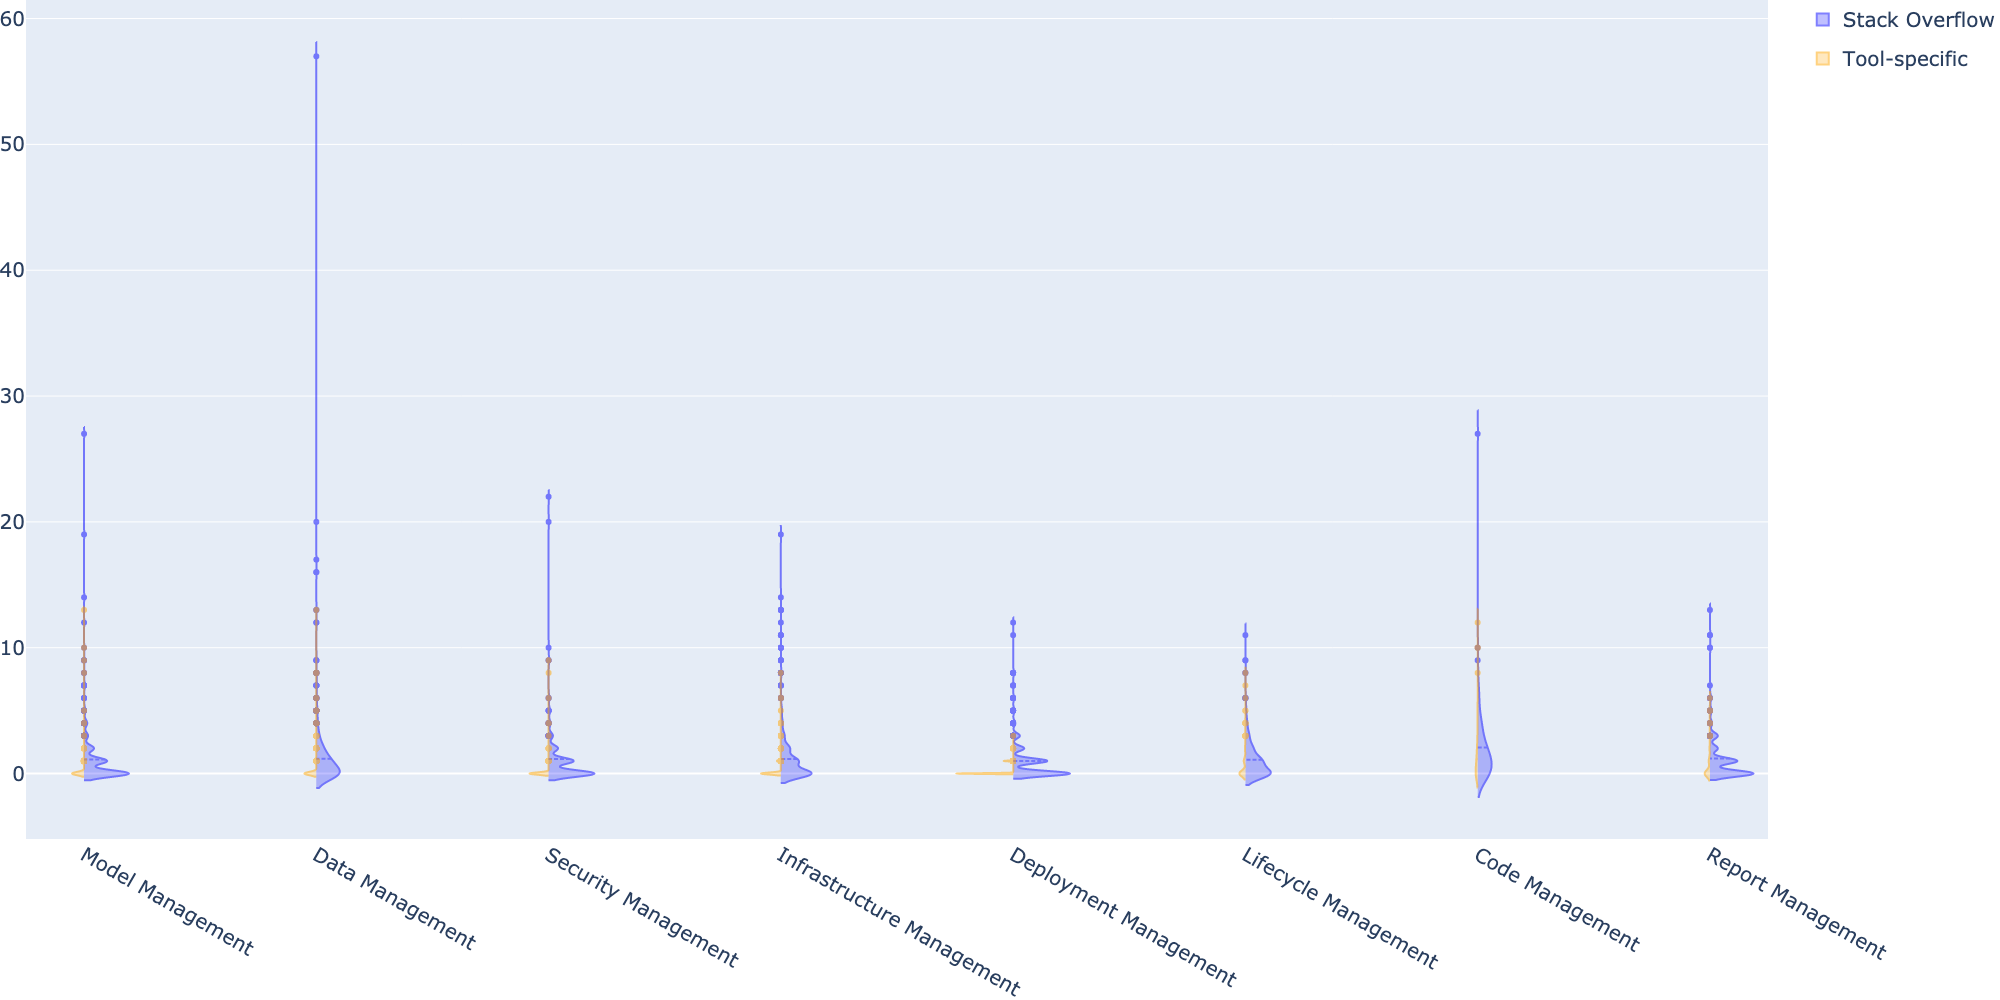 60
50
40
30
20
10
0
Model Management
Data Management
Security Management
Infrastructure Management
Deployment Management
Lifecycle Management
Code Management
Report Management
Stack Overflow
Tool-specific